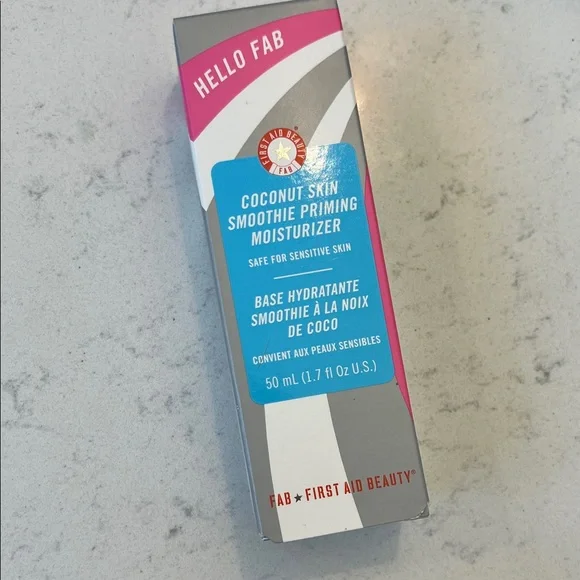 HELLO FAB
FIRST AID BEAUTY
FAB
COCONUT SKIN
SMOOTHIE PRIMING
MOISTURIZER
SAFE FOR SENSITIVE SKIN
BASE HYDRATANTE
SMOOTHIE À LA NOIX
DE COCO
CONVIENT AUX PEAUX SENSIBLES
50 mL (1.7 fl Oz U.S.)
FAB ★ FIRST AID BEAUTY®